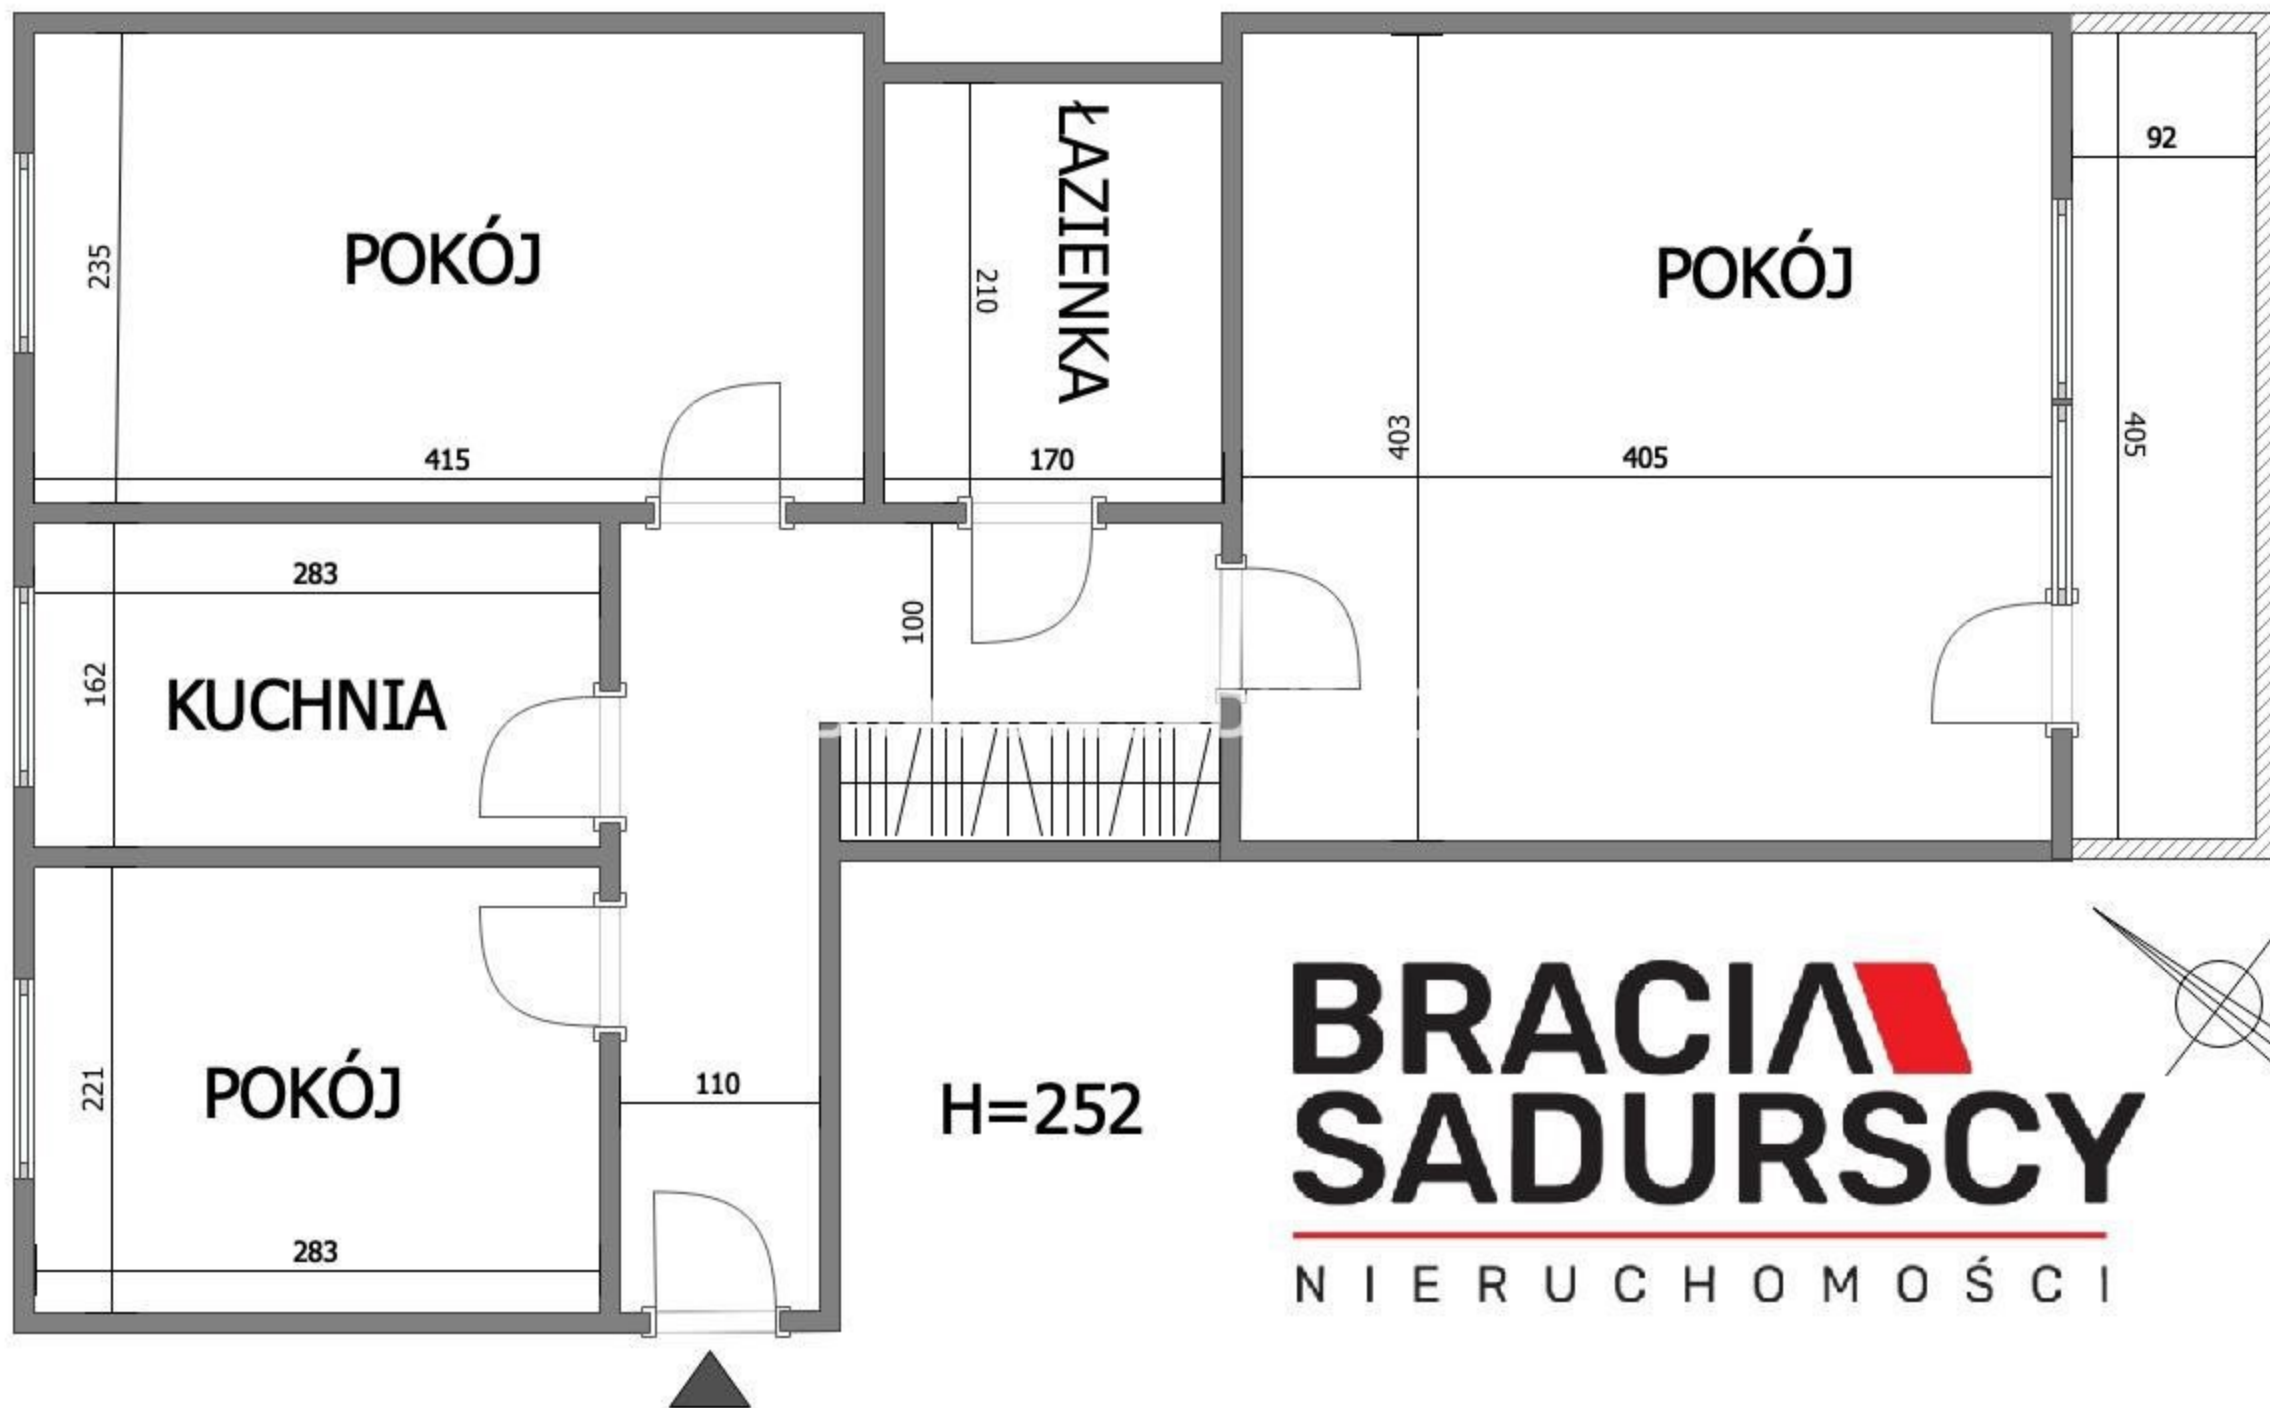 POKÓJ
235
415
ŁAZIENKA
210
170
POKÓJ
403
405
92
405
283
162
KUCHNIA
100
221
POKÓJ
283
110
H=252
BRACIA
SADURSCY
NIERUCHOMOŚCI